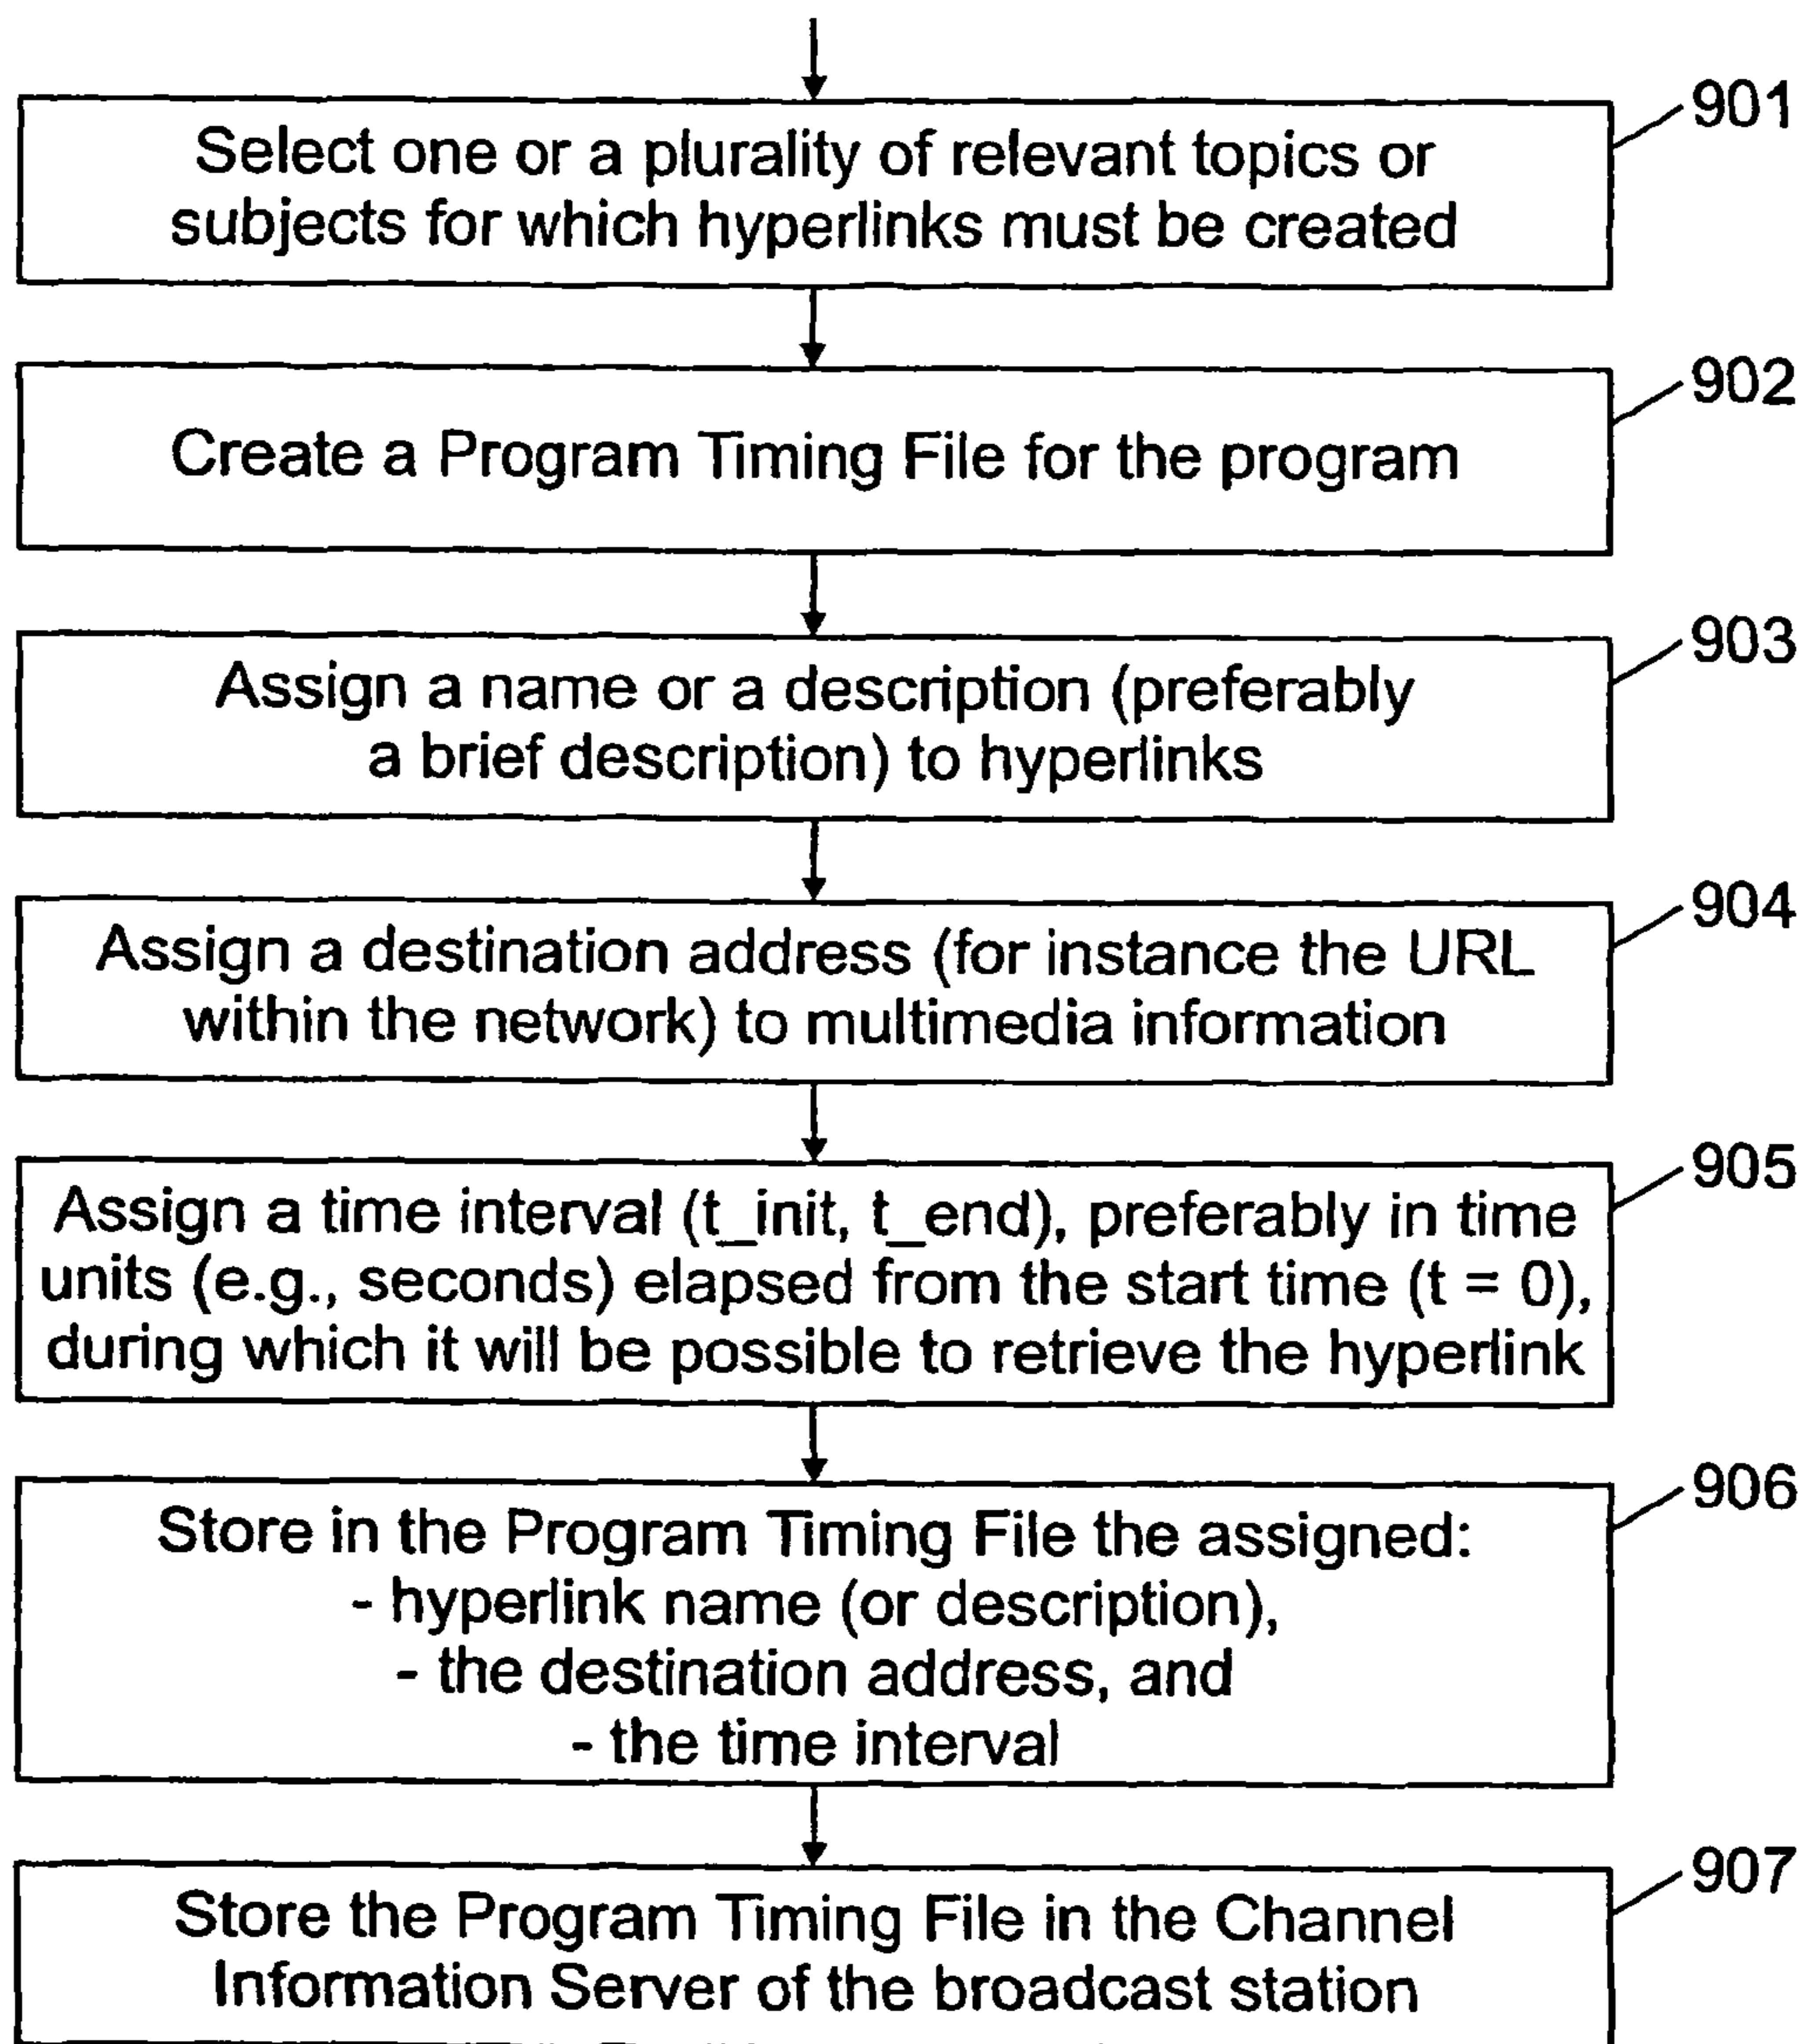 901
Select one or a plurality of relevant topics or
subjects for which hyperlinks must be created
902
Create a Program Timing File for the program
903
Assign a name or a description (preferably
a brief description) to hyperlinks
904
Assign a destination address (for instance the URL
within the network) to multimedia information
905
Assign a time interval (t_init, t_end), preferably in time
units (e.g., seconds) elapsed from the start time (t = 0),
during which it will be possible to retrieve the hyperlink
906
Store in the Program Timing File the assigned:
- hyperlink name (or description),
- the destination address, and
- the time interval
907
Store the Program Timing File in the Channel
Information Server of the broadcast station